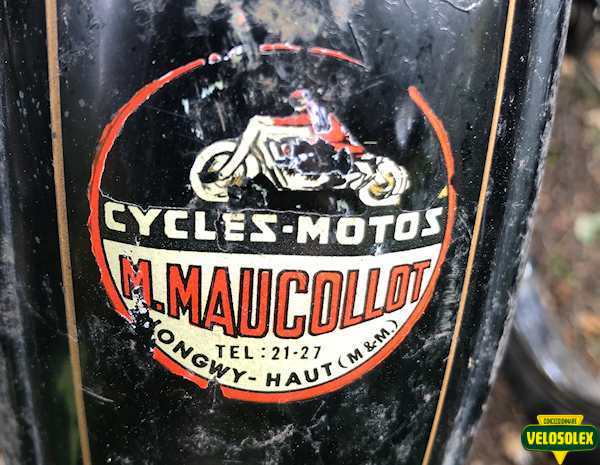 CYCLES-MOTOS
M.MAUCOLLOT
TEL: 21-27
LONGWY-HAUT (M&M.)
CONCESSIONNAIRE
VELOSOLEX